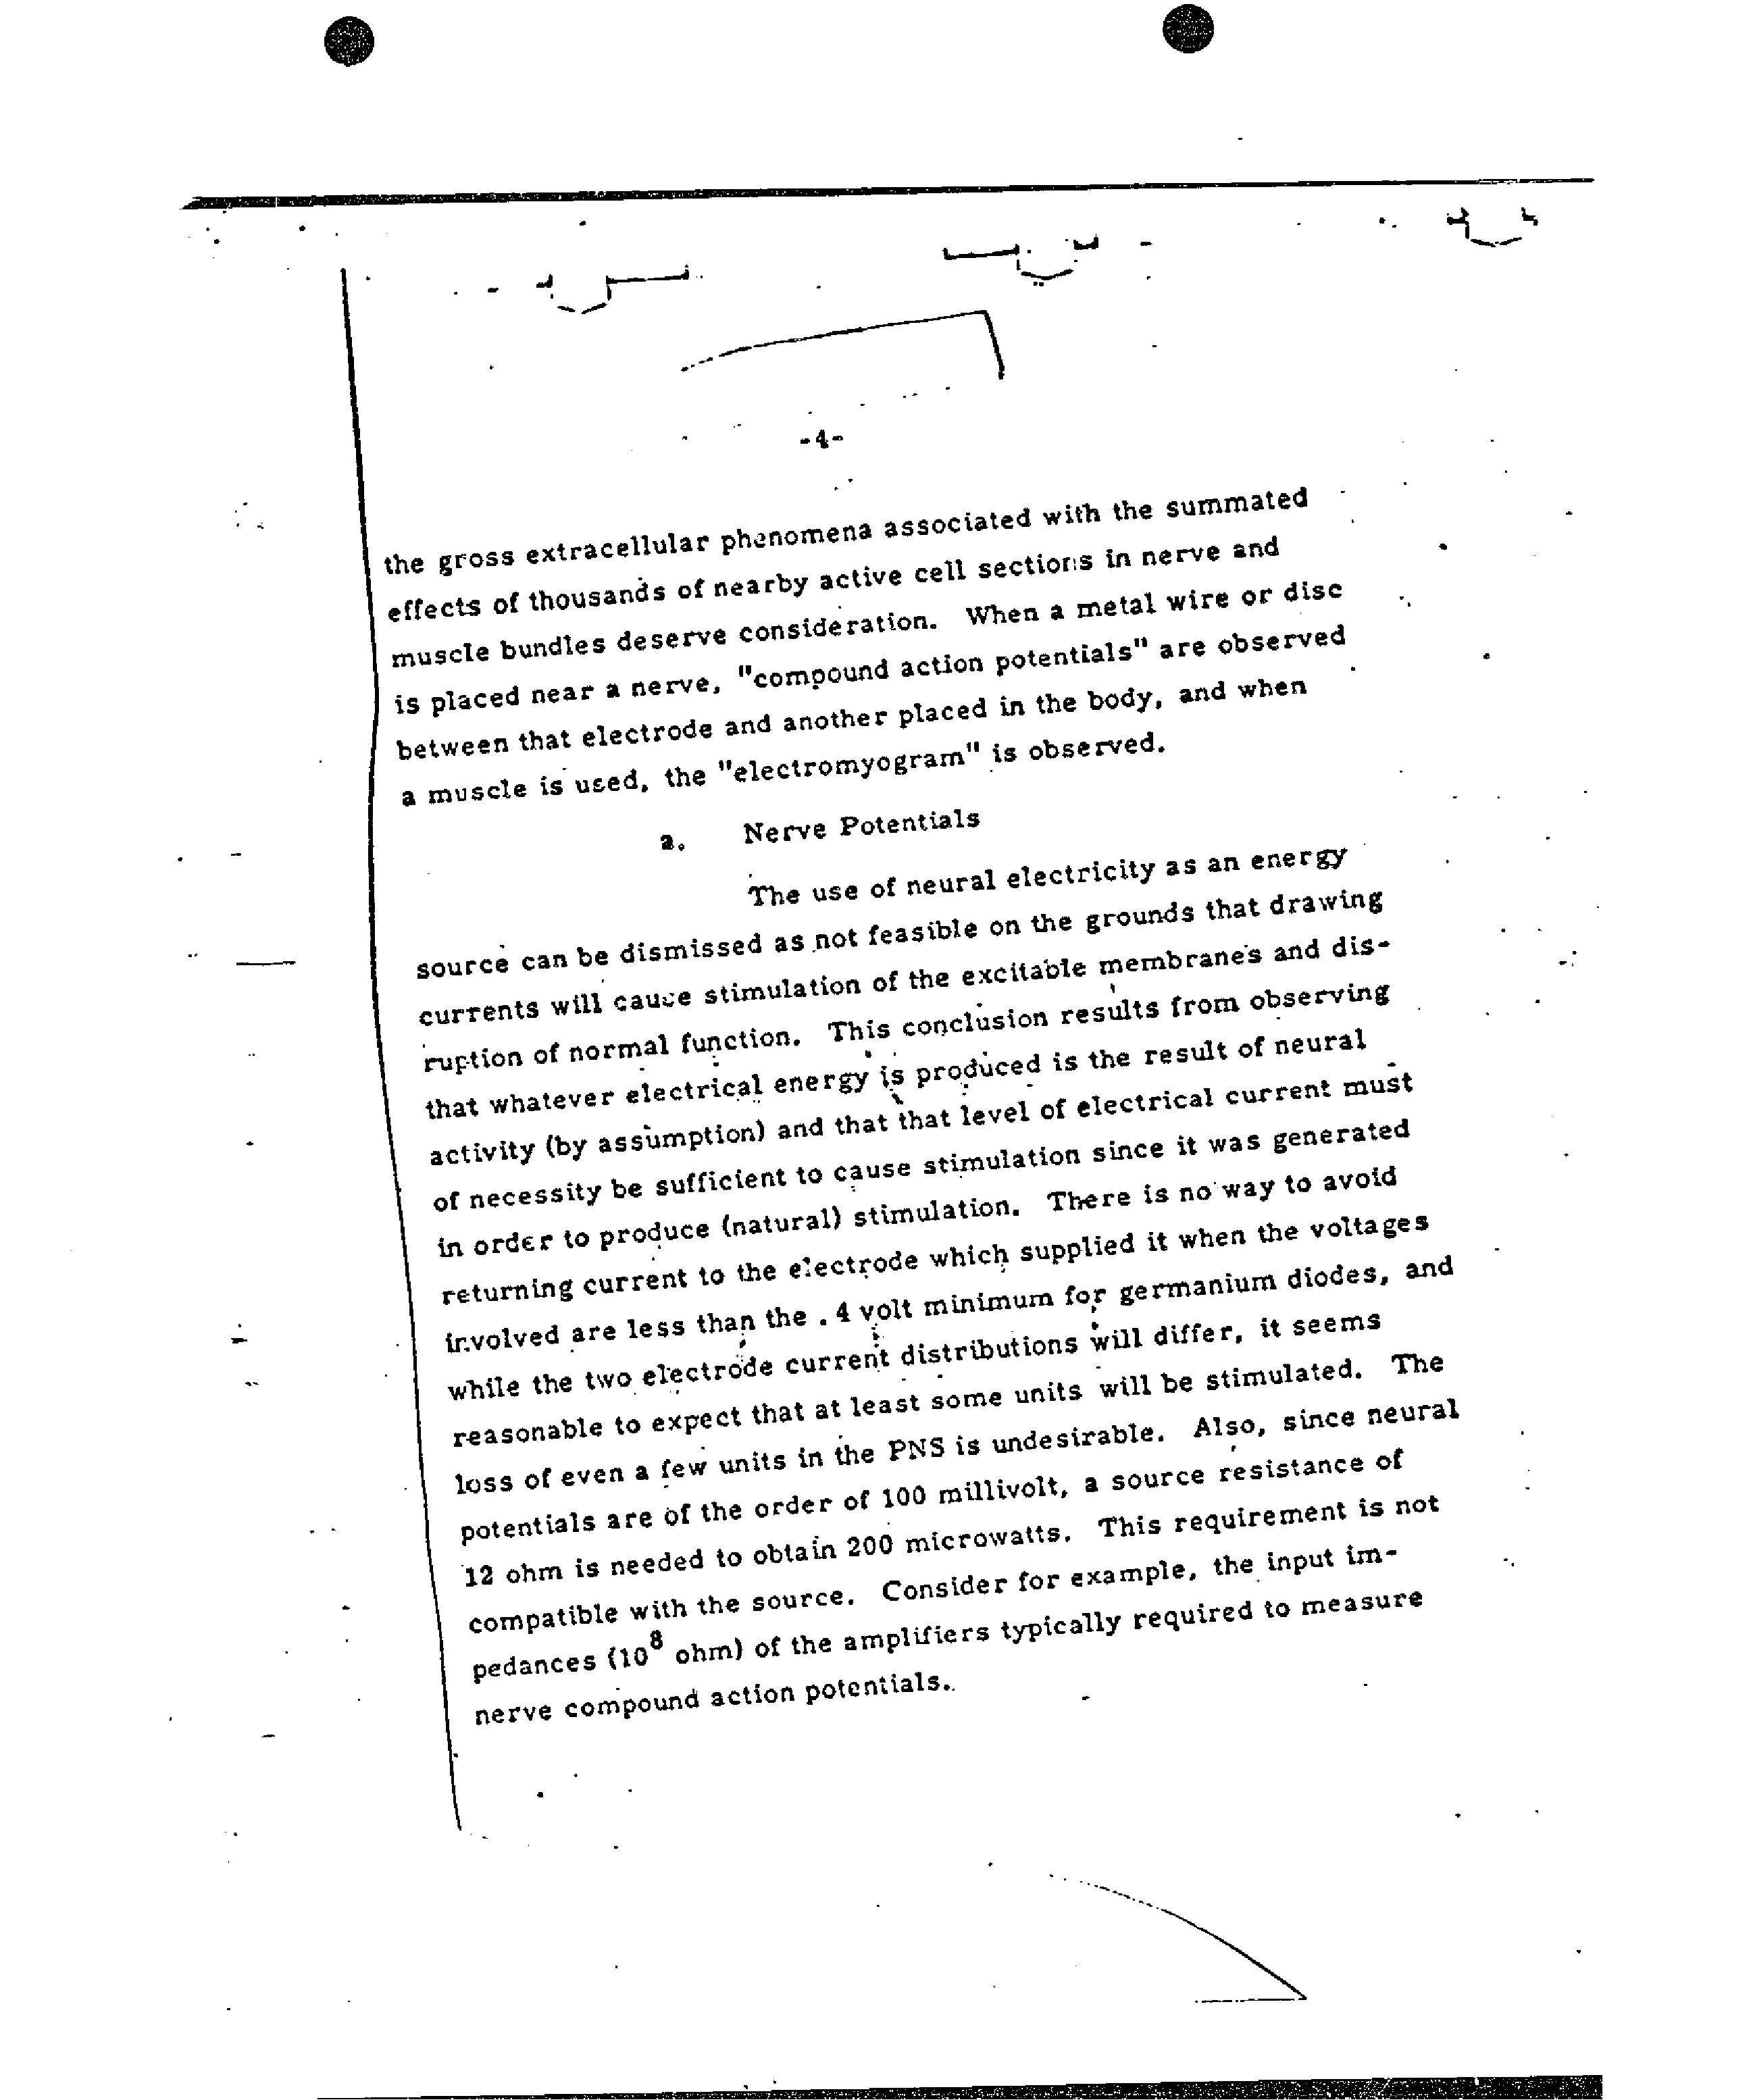 -4-
the gross extracellular phenomena associated with the summated
effects of thousands of nearby active cell sections in nerve and
muscle bundles deserve consideration. When a metal wire or disc
is placed near a nerve, "compound action potentials" are observed
between that electrode and another placed in the body, and when
a muscle is used, the "electromyogram" is observed.
a. Nerve Potentials
The use of neural electricity as an energy
source can be dismissed as not feasible on the grounds that drawing
currents will cause stimulation of the excitable membranes and dis-
ruption of normal function. This conclusion results from observing
that whatever electrical energy is produced is the result of neural
activity (by assumption) and that that level of electrical current must
of necessity be sufficient to cause stimulation since it was generated
in order to produce (natural) stimulation. There is no way to avoid
returning current to the electrode which supplied it when the voltages
involved are less than the .4 volt minimum for germanium diodes, and
while the two electrode current distributions will differ, it seems
reasonable to expect that at least some units will be stimulated. The
loss of even a few units in the PNS is undesirable. Also, since neural
potentials are of the order of 100 millivolt, a source resistance of
12 ohm is needed to obtain 200 microwatts. This requirement is not
compatible with the source. Consider for example, the input im-
pedances (10⁸ ohm) of the amplifiers typically required to measure
nerve compound action potentials.